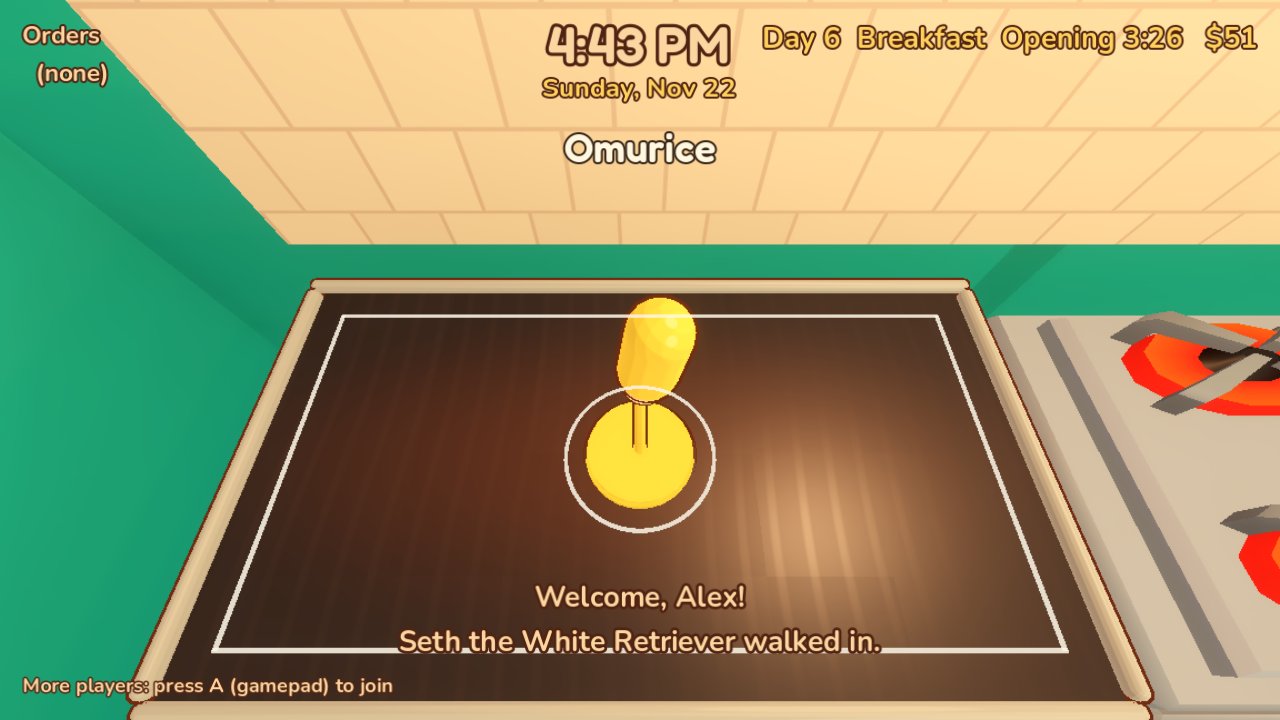 Orders
(none)
4:43 PM
Sunday, Nov 22
Day 6 Breakfast Opening 3:26 $51
Omurice
Welcome, Alex!
Seth the White Retriever walked in.
More players: press A (gamepad) to join